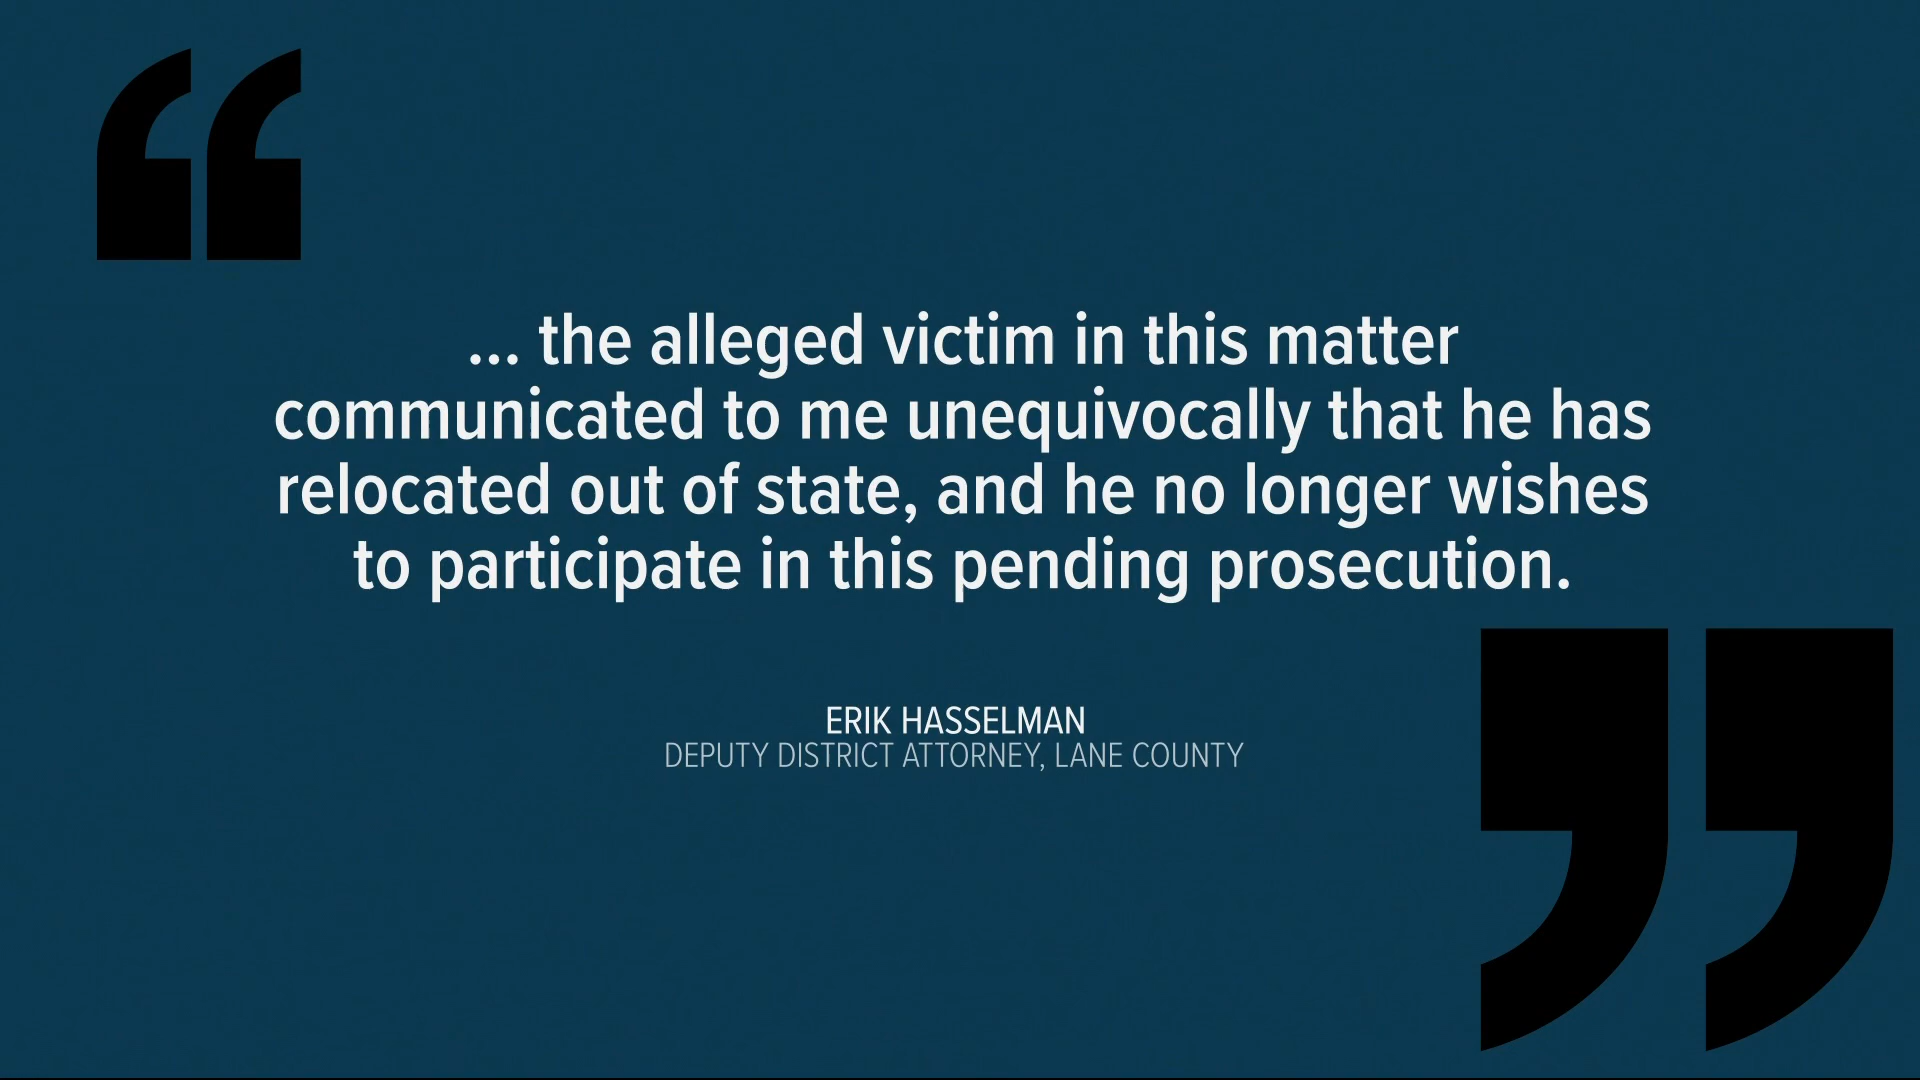 “
... the alleged victim in this matter
communicated to me unequivocally that he has
relocated out of state, and he no longer wishes
to participate in this pending prosecution.
”
ERIK HASSELMAN
DEPUTY DISTRICT ATTORNEY, LANE COUNTY